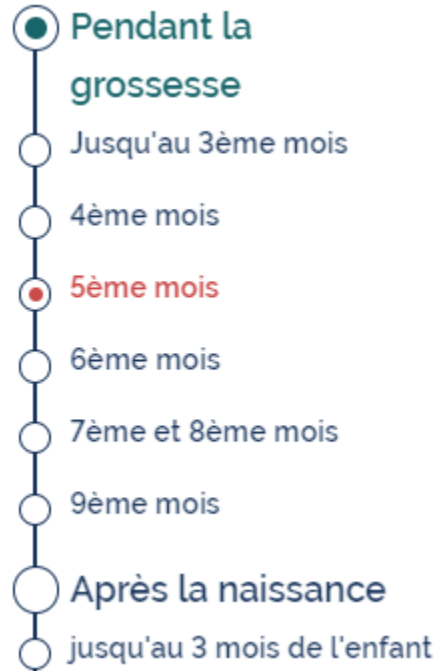 Pendant la
grossesse
Jusqu'au 3ème mois
4ème mois
5ème mois
6ème mois
7ème et 8ème mois
9ème mois
Après la naissance
jusqu'au 3 mois de l'enfant